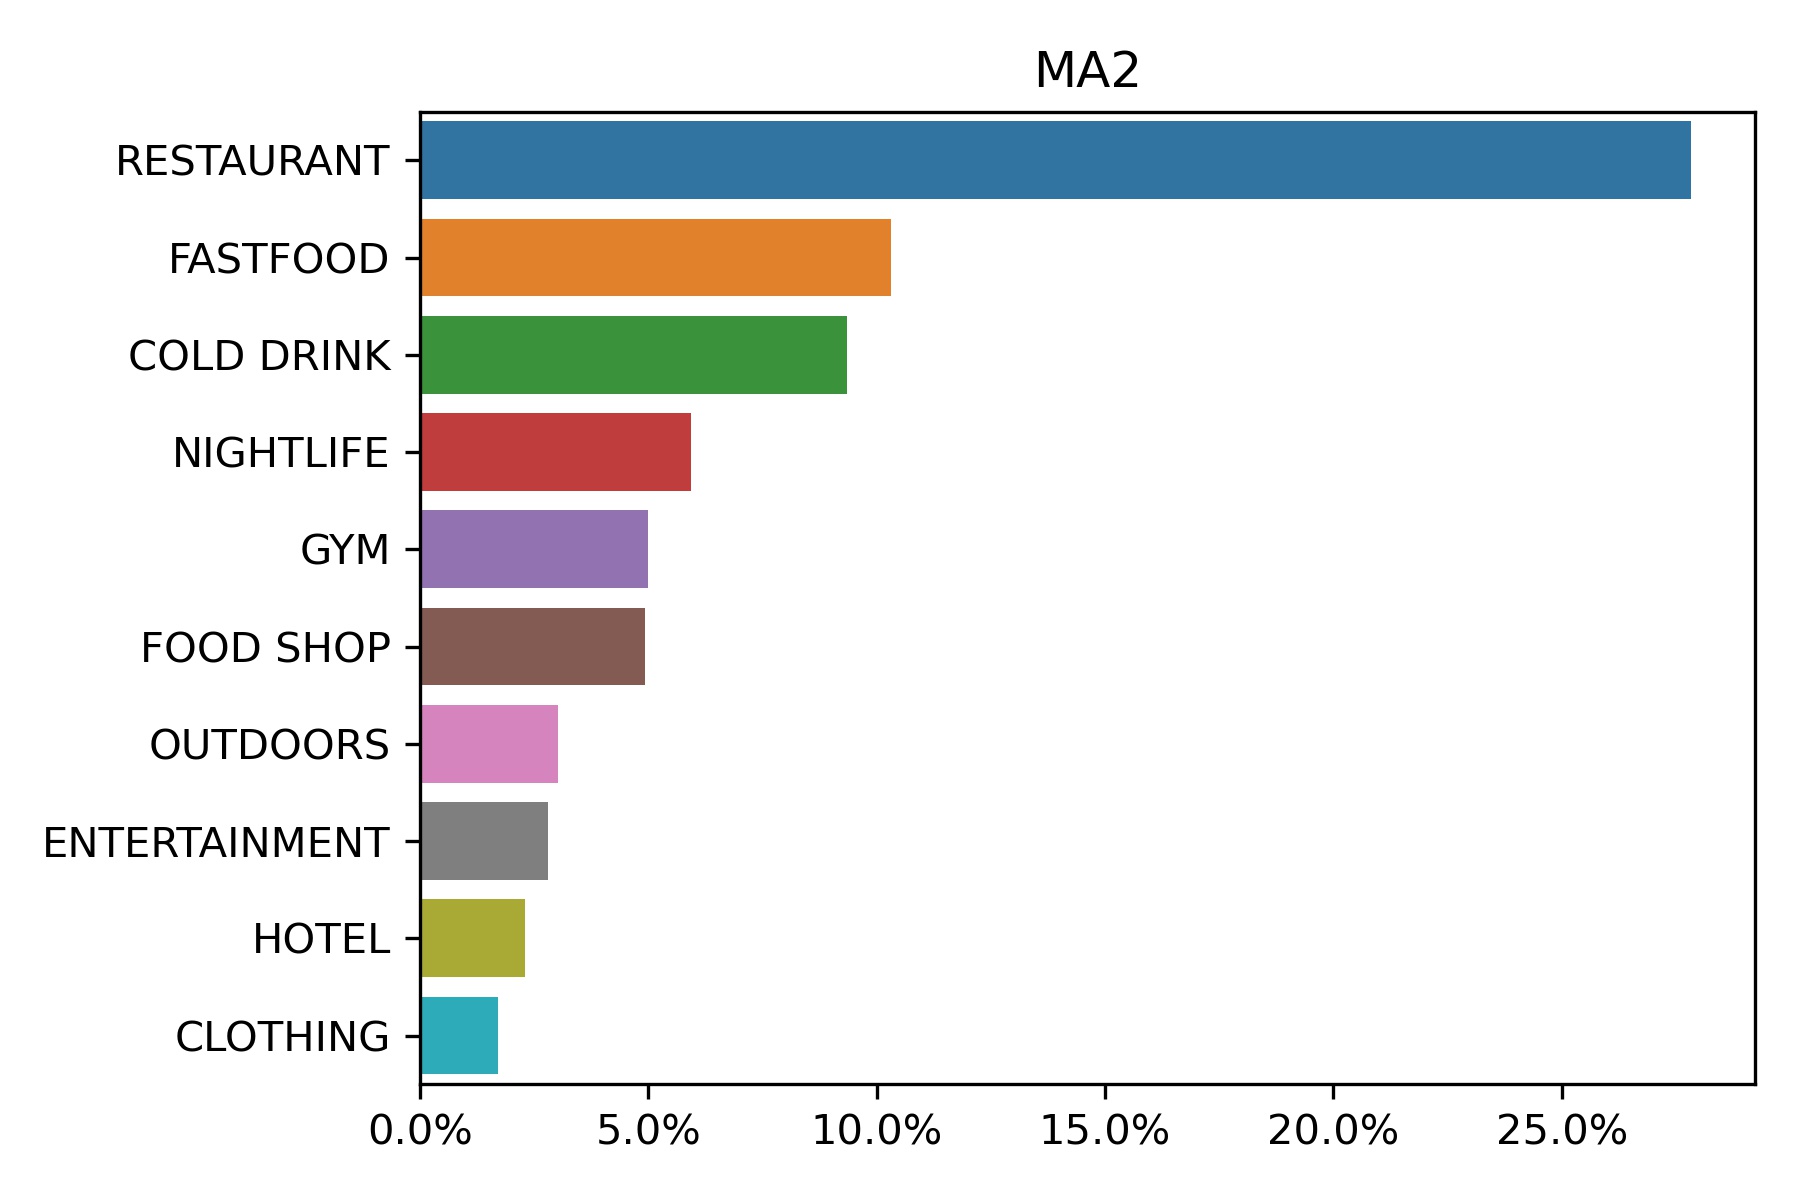 MA2
RESTAURANT
FASTFOOD
COLD DRINK
NIGHTLIFE
GYM
FOOD SHOP
OUTDOORS
ENTERTAINMENT
HOTEL
CLOTHING
0.0% 5.0% 10.0% 15.0% 20.0% 25.0%